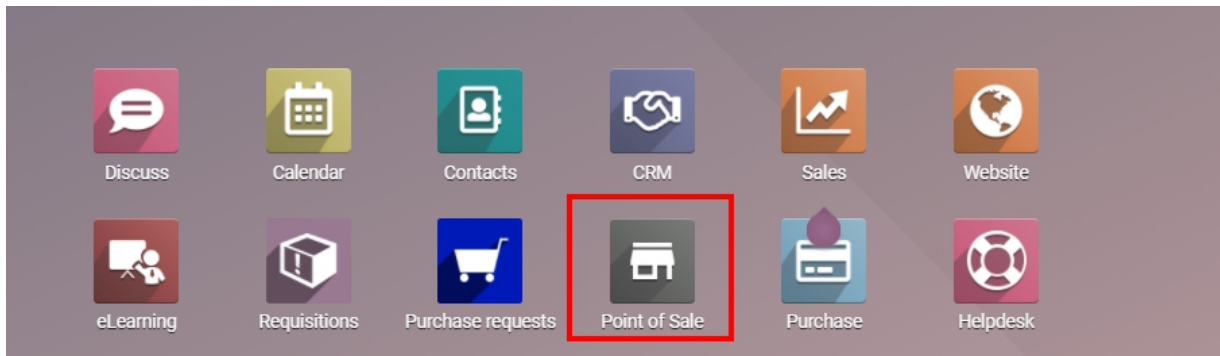 Discuss
Calendar
Contacts
CRM
Sales
Website
eLearning
Requisitions
Purchase requests
Point of Sale
Purchase
Helpdesk